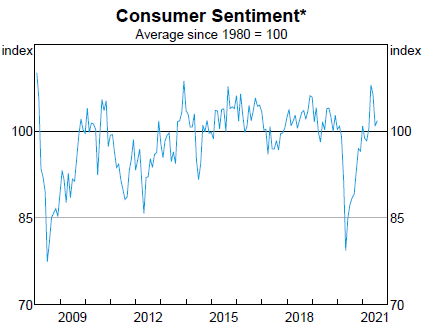 Consumer Sentiment*
Average since 1980 = 100
index index
100 100
85 85
70 70
2009 2012 2015 2018 2021